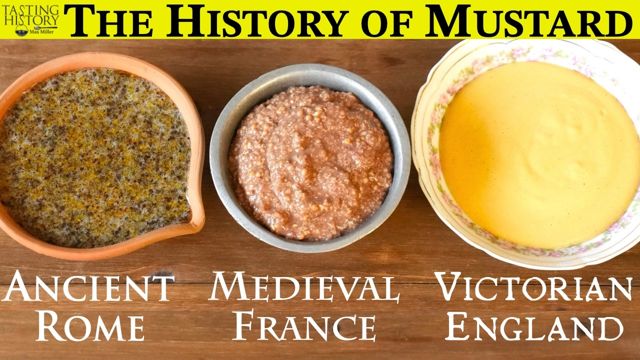 TASTING
HISTORY
with
Max Miller
THE HISTORY OF MUSTARD
ANCIENT
ROME
MEDIEVAL
FRANCE
VICTORIAN
ENGLAND